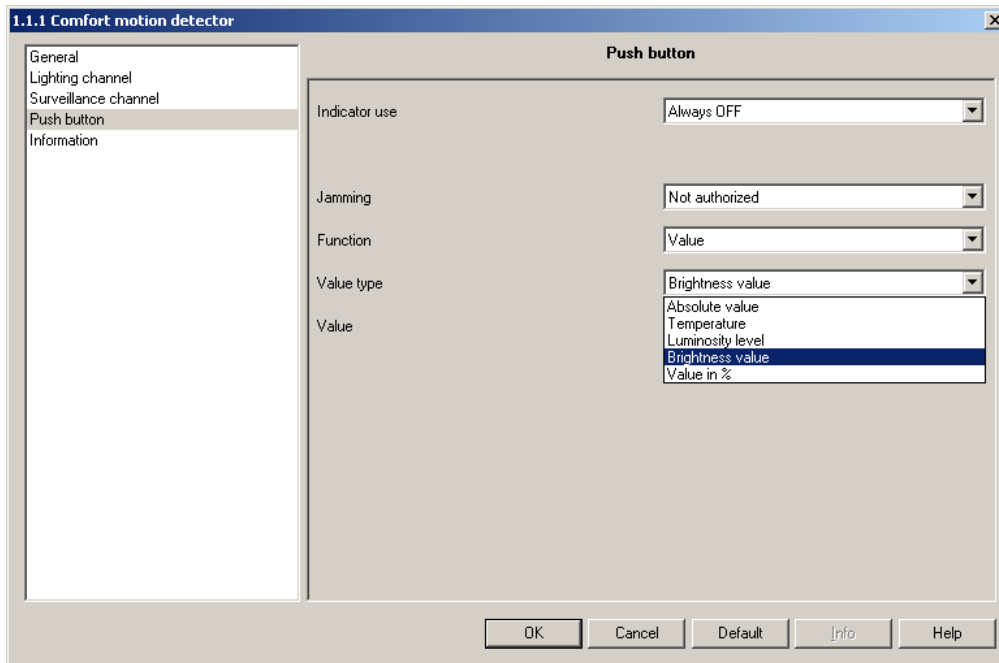 1.1.1 Comfort motion detector
General
Lighting channel
Surveillance channel
Push button
Information
Push button
Indicator use
Always OFF
Jamming
Not authorized
Function
Value
Value type
Brightness value
Value
Absolute value
Temperature
Luminosity level
Brightness value
Value in %
OK Cancel Default Info Help